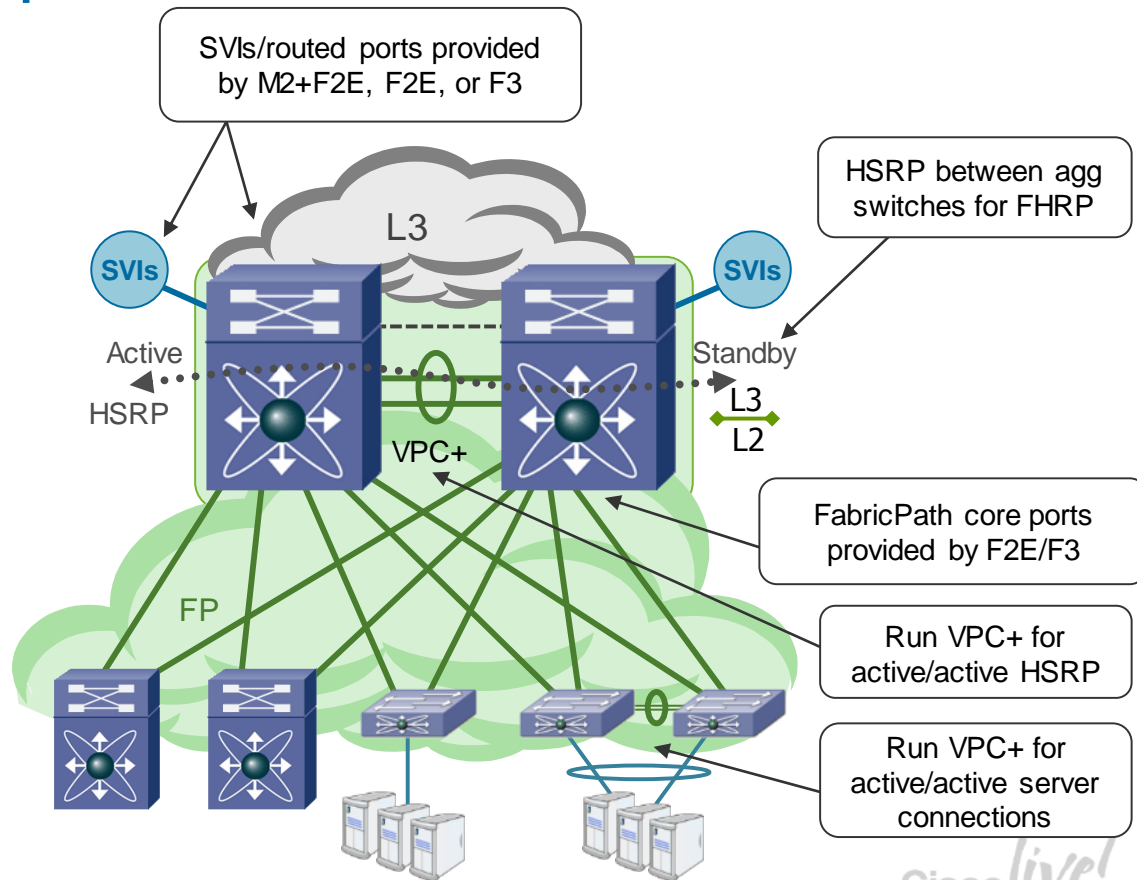 SVIs/routed ports provided
by M2+F2E, F2E, or F3
HSRP between agg
switches for FHRP
L3
SVIs
SVIs
Active
Standby
HSRP
L3
L2
VPC+
FabricPath core ports
provided by F2E/F3
FP
Run VPC+ for
active/active HSRP
Run VPC+ for
active/active server
connections
Cisco live!